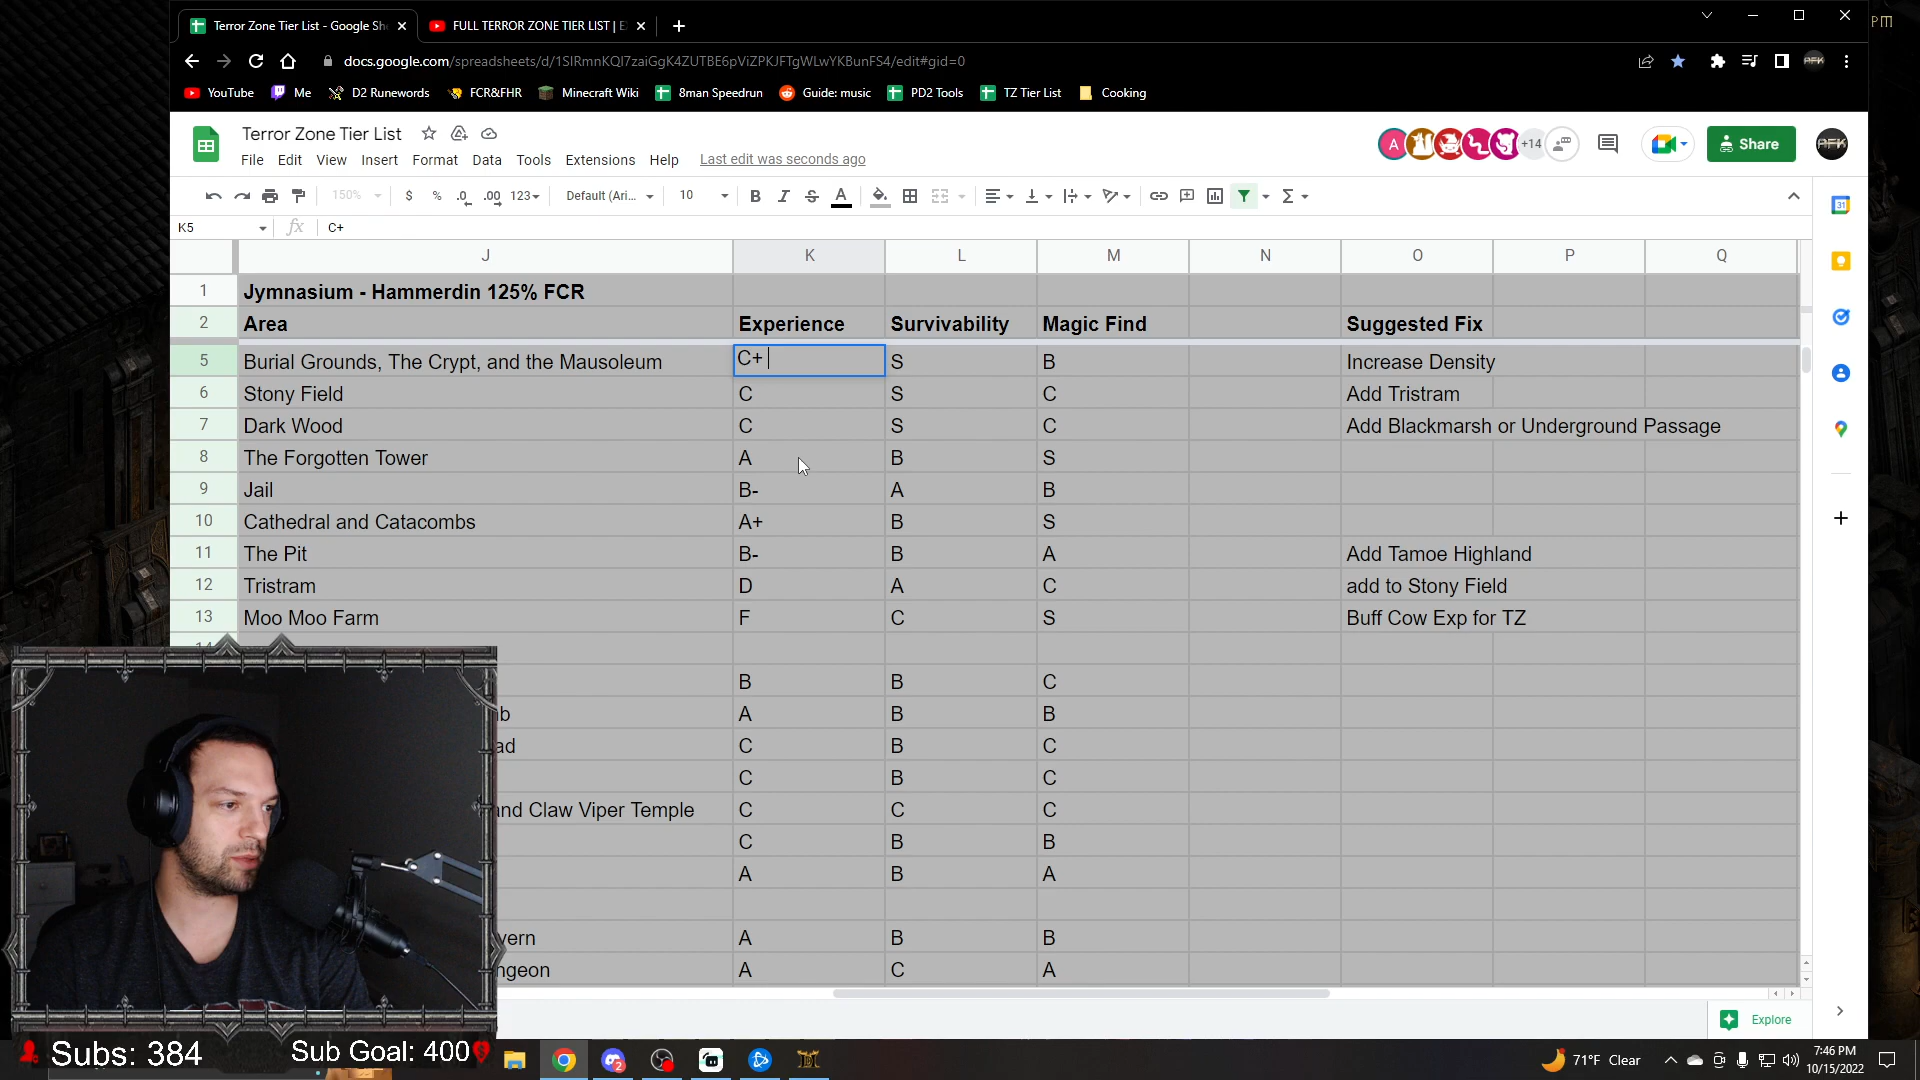 Terror Zone Tier List - Google She
FULL TERROR ZONE TIER LIST | E
PM
docs.google.com/spreadsheets/d/1SIRmnKQI7zaiGgK4ZUTBE6pViZPKJFTgWLwYKBunFS4/edit#gid=0
YouTube Me D2 Runewords FCR&FHR Minecraft Wiki 8man Speedrun Guide: music PD2 Tools TZ Tier List Cooking
Terror Zone Tier List
A +14 Share AFK
File Edit View Insert Format Data Tools Extensions Help Last edit was seconds ago
150% $ % .0 .00 123 Default (Ari... 10 B I S A
K5 fx C+
J K L M N O P Q
1 Jymnasium - Hammerdin 125% FCR
2 Area Experience Survivability Magic Find Suggested Fix
5 Burial Grounds, The Crypt, and the Mausoleum C+ S B Increase Density
6 Stony Field C S C Add Tristram
7 Dark Wood C S C Add Blackmarsh or Underground Passage
8 The Forgotten Tower A B S
9 Jail B- A B
10 Cathedral and Catacombs A+ B S
11 The Pit B- B A Add Tamoe Highland
12 Tristram D A C add to Stony Field
13 Moo Moo Farm F C S Buff Cow Exp for TZ
B B C
b A B B
ad C B C
C B C
and Claw Viper Temple C C C
C B B
A B A
vern A B B
ngeon A C A
Explore
Subs: 384 Sub Goal: 400
71°F Clear
7:46 PM
10/15/2022